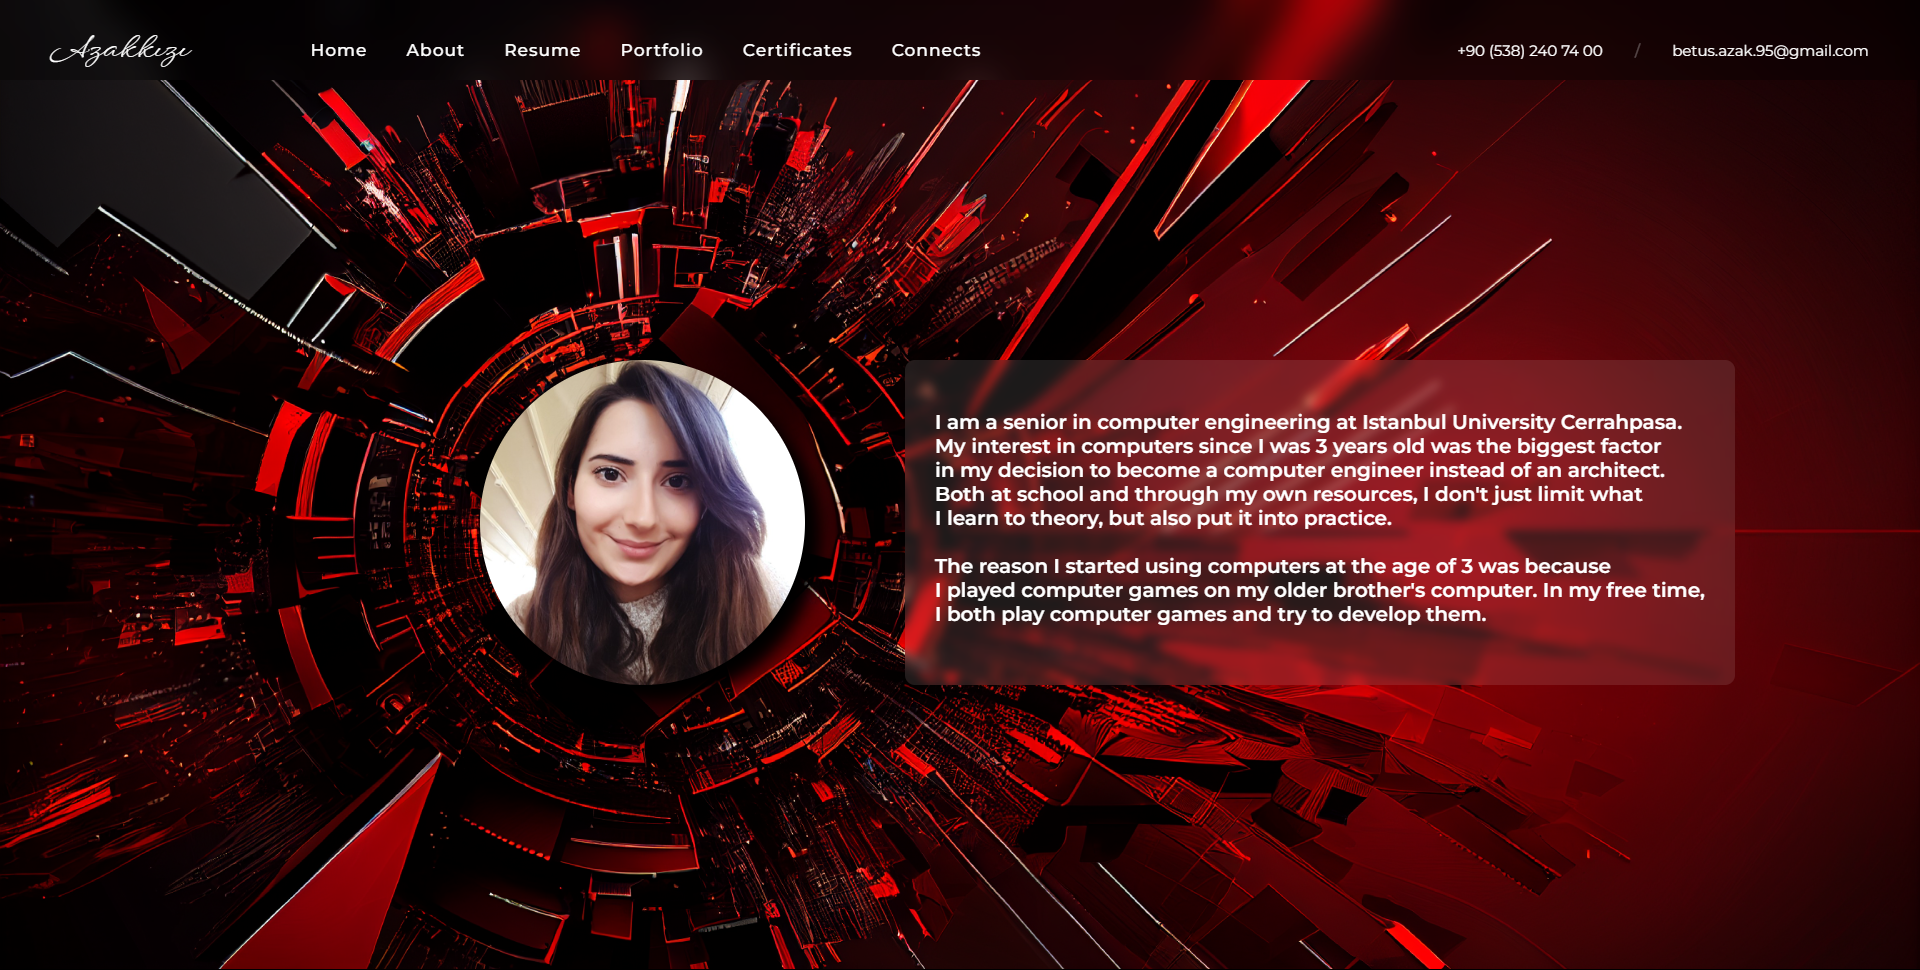 Azakkızı
Home
About
Resume
Portfolio
Certificates
Connects
+90 (538) 240 74 00
/
betus.azak.95@gmail.com
I am a senior in computer engineering at Istanbul University Cerrahpasa.
My interest in computers since I was 3 years old was the biggest factor
in my decision to become a computer engineer instead of an architect.
Both at school and through my own resources, I don't just limit what
I learn to theory, but also put it into practice.
The reason I started using computers at the age of 3 was because
I played computer games on my older brother's computer. In my free time,
I both play computer games and try to develop them.